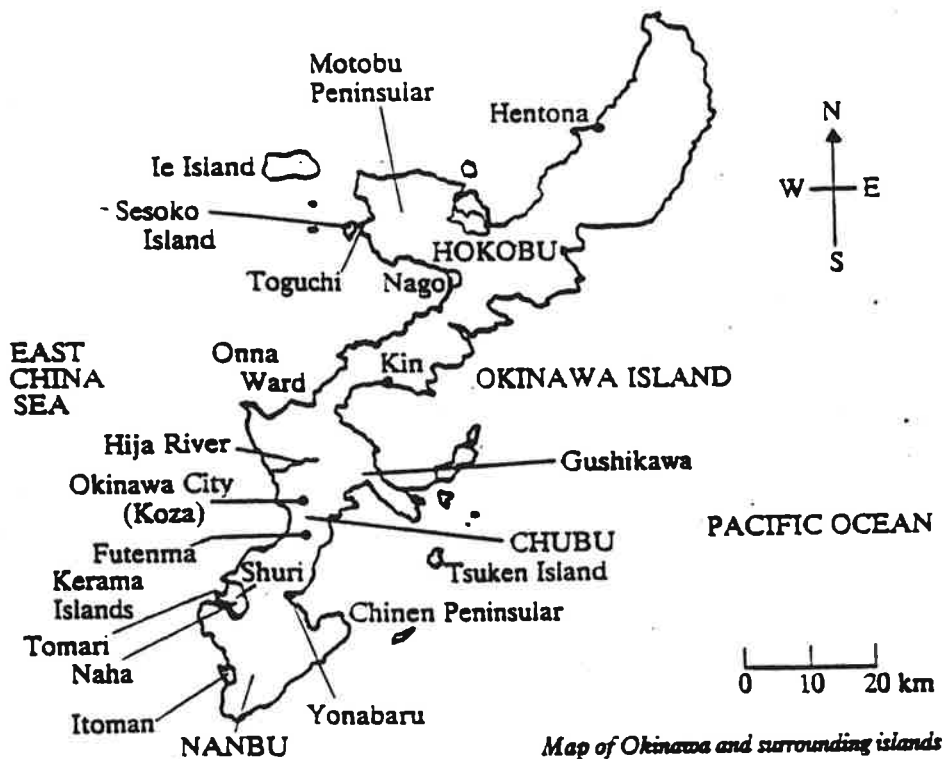 Motobu
Peninsular
Hentona
N
Ie Island
W
E
Sesoko
Island
S
HOKOBU
Toguchi
Nago
EAST
CHINA
SEA
Onna
Ward
Kin
OKINAWA ISLAND
Hija River
Gushikawa
Okinawa City
(Koza)
PACIFIC OCEAN
CHUBU
Futenma
Tsuken Island
Shuri
Kerama
Islands
Chinen Peninsular
Tomari
Naha
0 10 20 km
Itoman
Yonabaru
NANBU
Map of Okinawa and surrounding islands